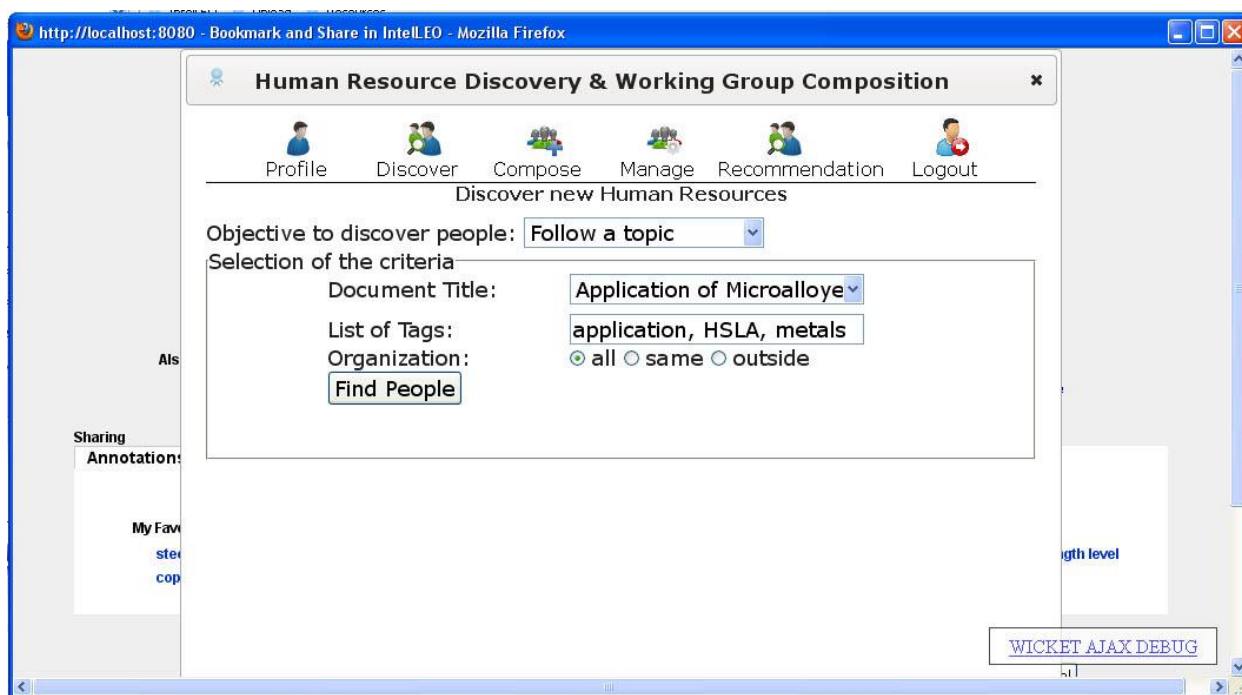 http://localhost:8080 - Bookmark and Share in IntelLEO - Mozilla Firefox
Human Resource Discovery & Working Group Composition
Profile Discover Compose Manage Recommendation Logout
Discover new Human Resources
Objective to discover people: Follow a topic
Selection of the criteria
Document Title: Application of Microalloye
List of Tags: application, HSLA, metals
Organization: all same outside
Als
Find People
Sharing
Annotations
My Favo
stee
gth level
cop
WICKET AJAX DEBUG